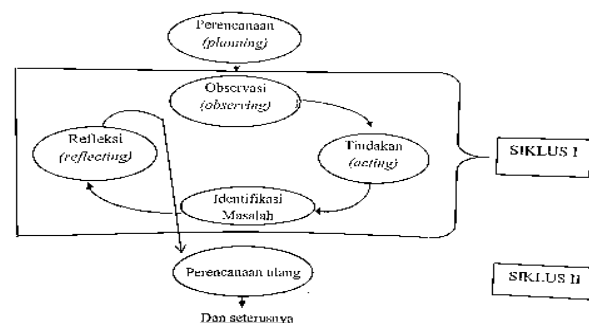 Perencanaan
(planning)
Observasi
(observing)
Refleksi
(reflecting)
Tindakan
(acting)
SIKLUS I
Identifikasi
Masalah
Perencanaan ulang
SIKLUS II
Dan seterusnya